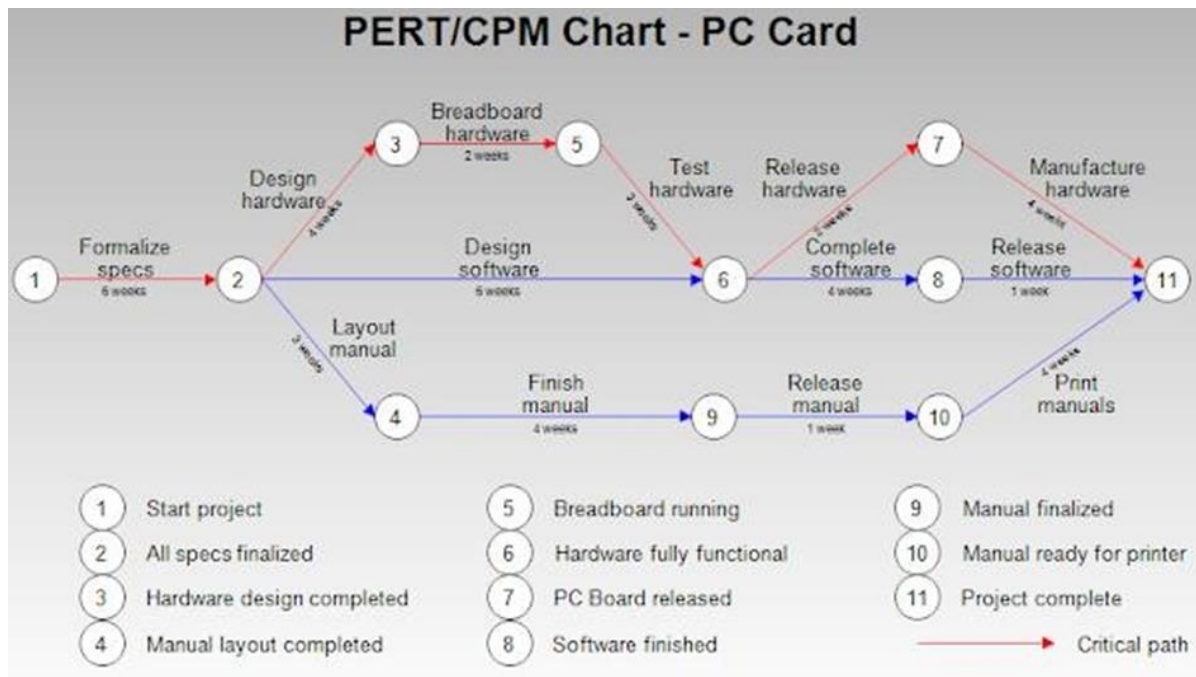 PERT/CPM Chart - PC Card
Breadboard
hardware
2 weeks
3
5
7
Design
hardware
4 weeks
Test
hardware
weeks
Release
hardware
weeks
Manufacture
hardware
4 weeks
Formalize
specs
6 weeks
Design
software
6 weeks
Complete
software
4 weeks
Release
software
1 week
1
2
6
8
11
Layout
manual
weeks
Finish
manual
4 weeks
Release
manual
1 week
4 weeks
Print
manuals
4
9
10
1 Start project
2 All specs finalized
3 Hardware design completed
4 Manual layout completed
5 Breadboard running
6 Hardware fully functional
7 PC Board released
8 Software finished
9 Manual finalized
10 Manual ready for printer
11 Project complete
Critical path